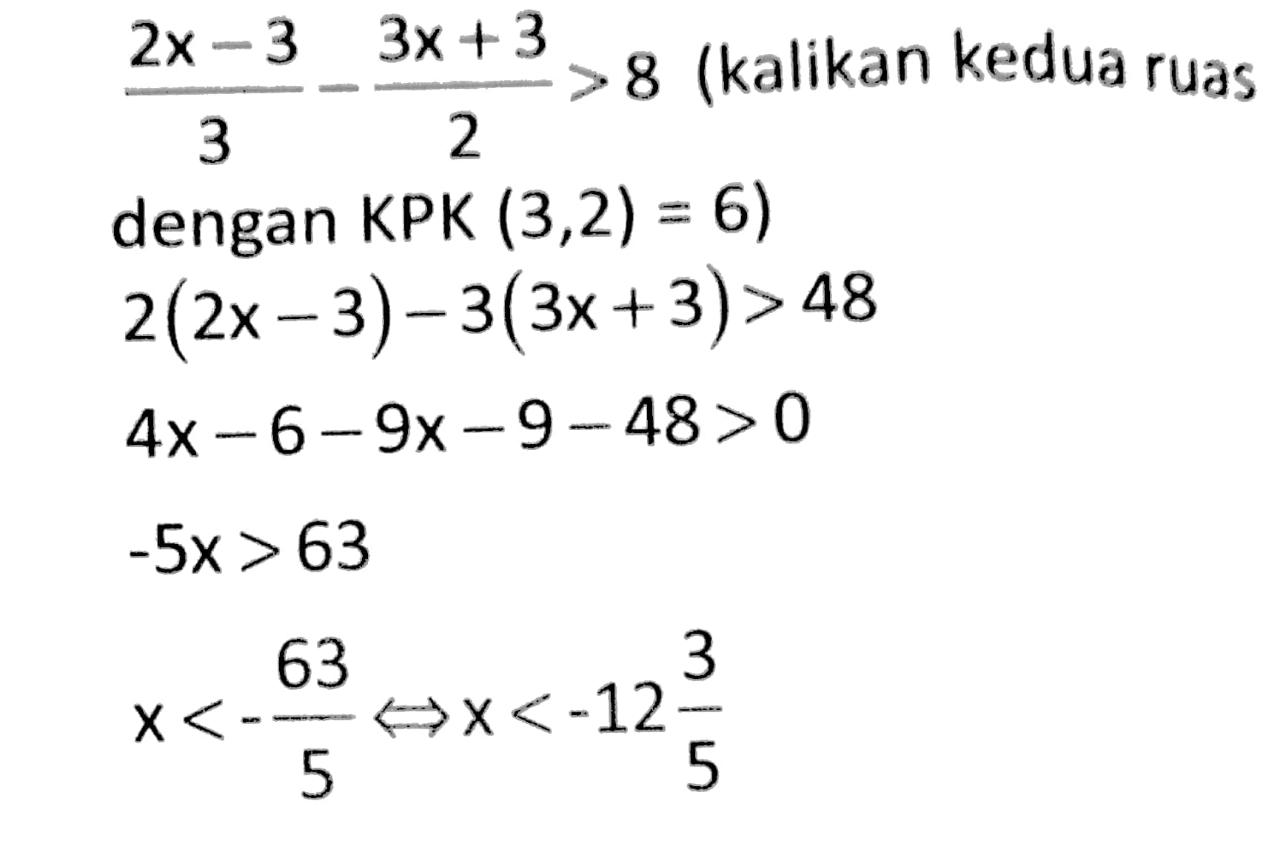 (2x – 3)/3 – (3x + 3)/2 > 8 (kalikan kedua ruas
dengan KPK (3,2) = 6)
2(2x – 3) – 3(3x + 3) > 48
4x – 6 – 9x – 9 – 48 > 0
-5x > 63
x < -63/5 ⇔ x < -12 3/5